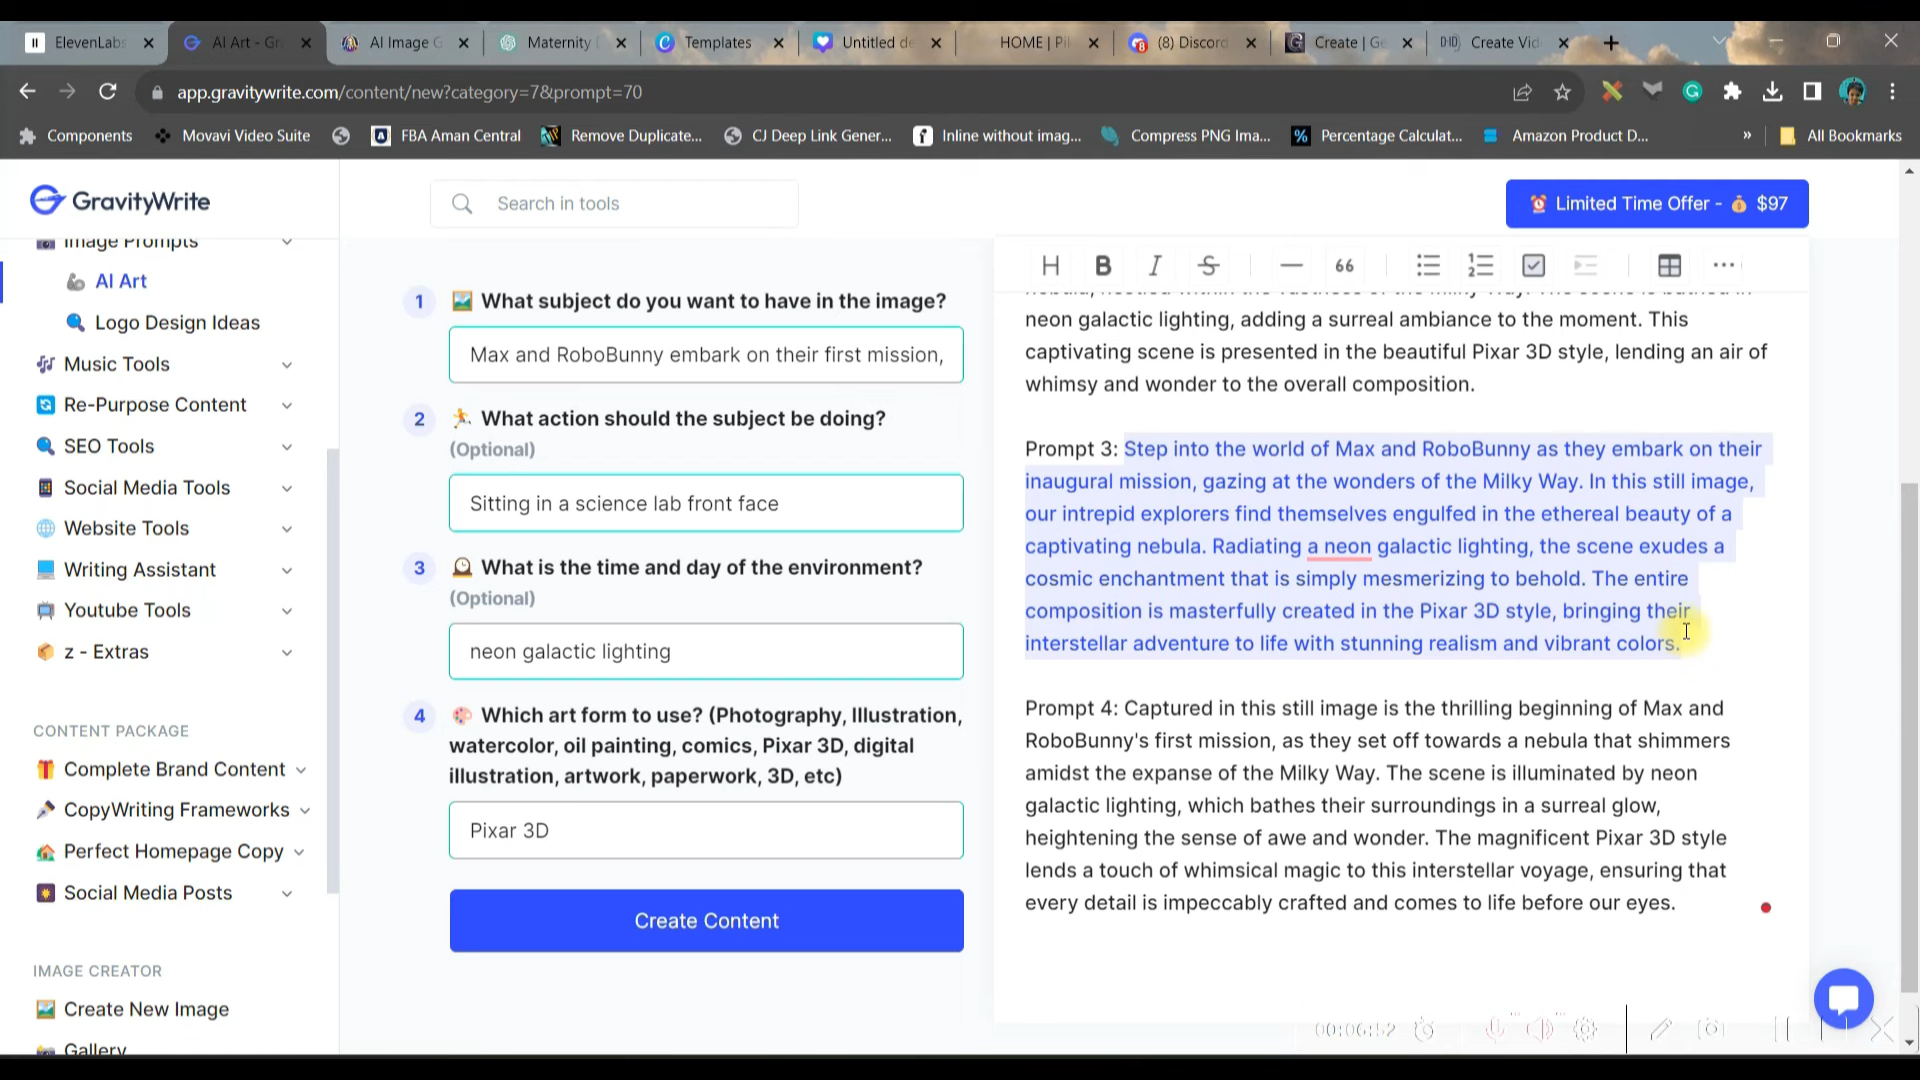 ElevenLabs
AI Art - Gr
AI Image G
Maternity
Templates
Untitled de
HOME | Pil
(8) Discord
Create | Ge
D-ID
Create Vid
app.gravitywrite.com/content/new?category=7&prompt=70
Components
Movavi Video Suite
FBA Aman Central
Remove Duplicate...
CJ Deep Link Gener...
Inline without imag...
Compress PNG Ima...
Percentage Calculat...
Amazon Product D...
»
All Bookmarks
GravityWrite
Search in tools
Limited Time Offer - $97
Image Prompts
AI Art
Logo Design Ideas
Music Tools
Re-Purpose Content
SEO Tools
Social Media Tools
Website Tools
Writing Assistant
Youtube Tools
z - Extras
CONTENT PACKAGE
Complete Brand Content
CopyWriting Frameworks
Perfect Homepage Copy
Social Media Posts
IMAGE CREATOR
Create New Image
Gallery
1 What subject do you want to have in the image?
Max and RoboBunny embark on their first mission,
2 What action should the subject be doing?
(Optional)
Sitting in a science lab front face
3 What is the time and day of the environment?
(Optional)
neon galactic lighting
4 Which art form to use? (Photography, Illustration,
watercolor, oil painting, comics, Pixar 3D, digital
illustration, artwork, paperwork, 3D, etc)
Pixar 3D
Create Content
H B I S 66
nebula, nestled within the vastness of the Milky Way. The scene is bathed in
neon galactic lighting, adding a surreal ambiance to the moment. This
captivating scene is presented in the beautiful Pixar 3D style, lending an air of
whimsy and wonder to the overall composition.
Prompt 3: Step into the world of Max and RoboBunny as they embark on their
inaugural mission, gazing at the wonders of the Milky Way. In this still image,
our intrepid explorers find themselves engulfed in the ethereal beauty of a
captivating nebula. Radiating a neon galactic lighting, the scene exudes a
cosmic enchantment that is simply mesmerizing to behold. The entire
composition is masterfully created in the Pixar 3D style, bringing their
interstellar adventure to life with stunning realism and vibrant colors.
Prompt 4: Captured in this still image is the thrilling beginning of Max and
RoboBunny's first mission, as they set off towards a nebula that shimmers
amidst the expanse of the Milky Way. The scene is illuminated by neon
galactic lighting, which bathes their surroundings in a surreal glow,
heightening the sense of awe and wonder. The magnificent Pixar 3D style
lends a touch of whimsical magic to this interstellar voyage, ensuring that
every detail is impeccably crafted and comes to life before our eyes.
00:06:52